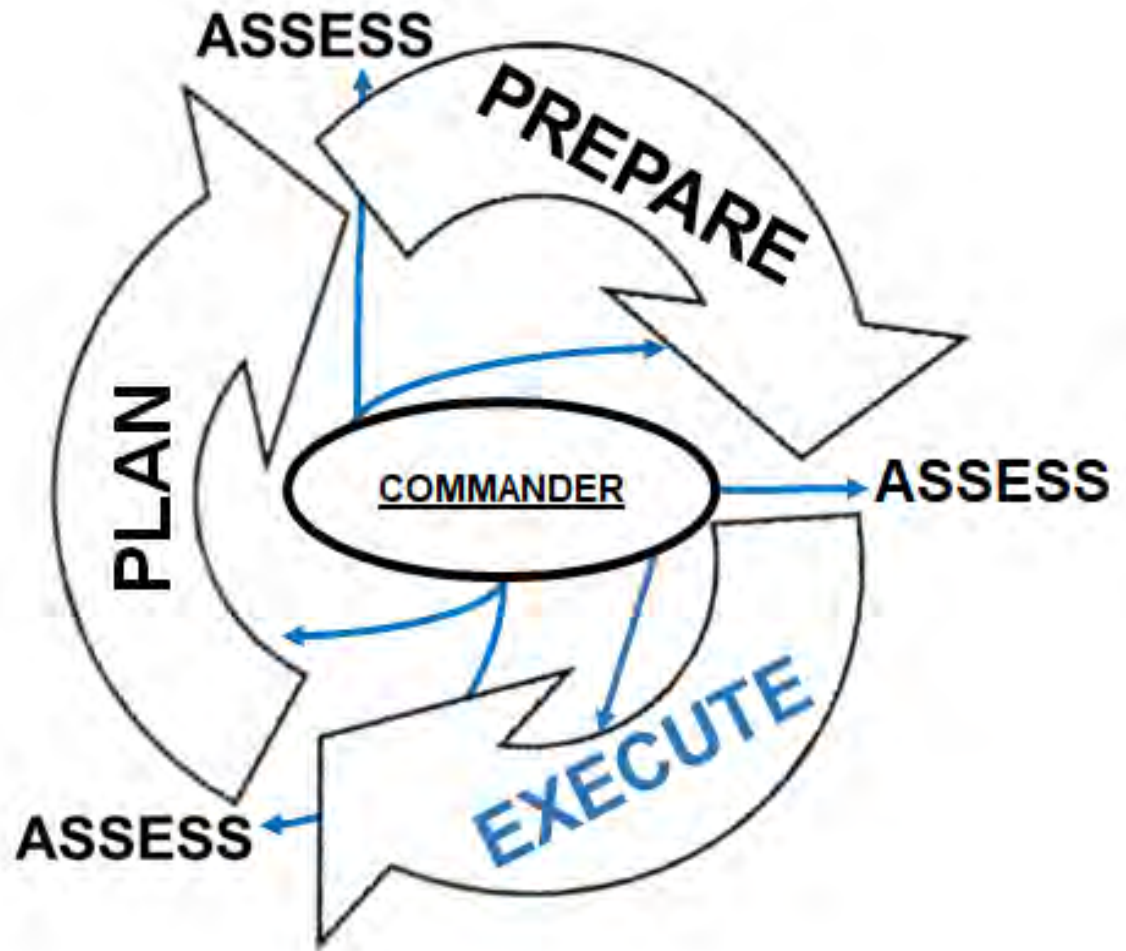 ASSESS
PREPARE
PLAN
COMMANDER
ASSESS
EXECUTE
ASSESS